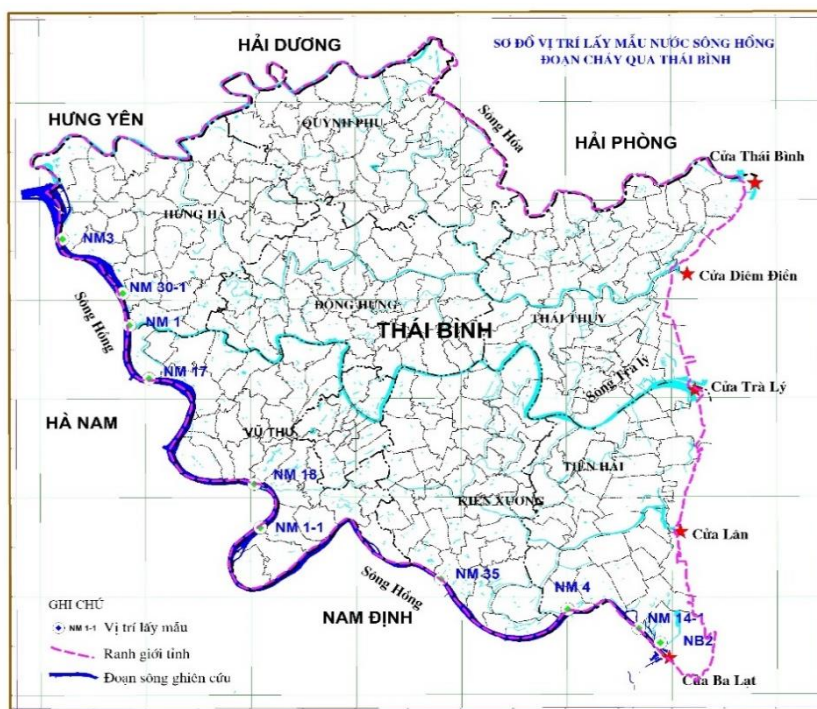 SƠ ĐỒ VỊ TRÍ LẤY MẪU NƯỚC SÔNG HỒNG
ĐOẠN CHẢY QUA THÁI BÌNH
HẢI DƯƠNG
HƯNG YÊN
QUỲNH PHỤ
Sông Hóa
HẢI PHÒNG
Cửa Thái Bình
HƯNG HÀ
NM3
NM 30-1
Cửa Diêm Điền
Sông Hồng
NM 1
ĐÔNG HƯNG
THÁI BÌNH
THÁI THỤY
NM 17
Sông Trà lý
Cửa Trà Lý
HÀ NAM
VŨ THƯ
TIỀN HẢI
NM 18
KIẾN XƯƠNG
NM 1-1
Cửa Lân
Sông Hồng
NM 35
NM 4
NAM ĐỊNH
NM 14-1
NB2
Cửa Ba Lạt
GHI CHÚ
NM 1-1 Vị trí lấy mẫu
Ranh giới tỉnh
Đoạn sông ghiên cứu